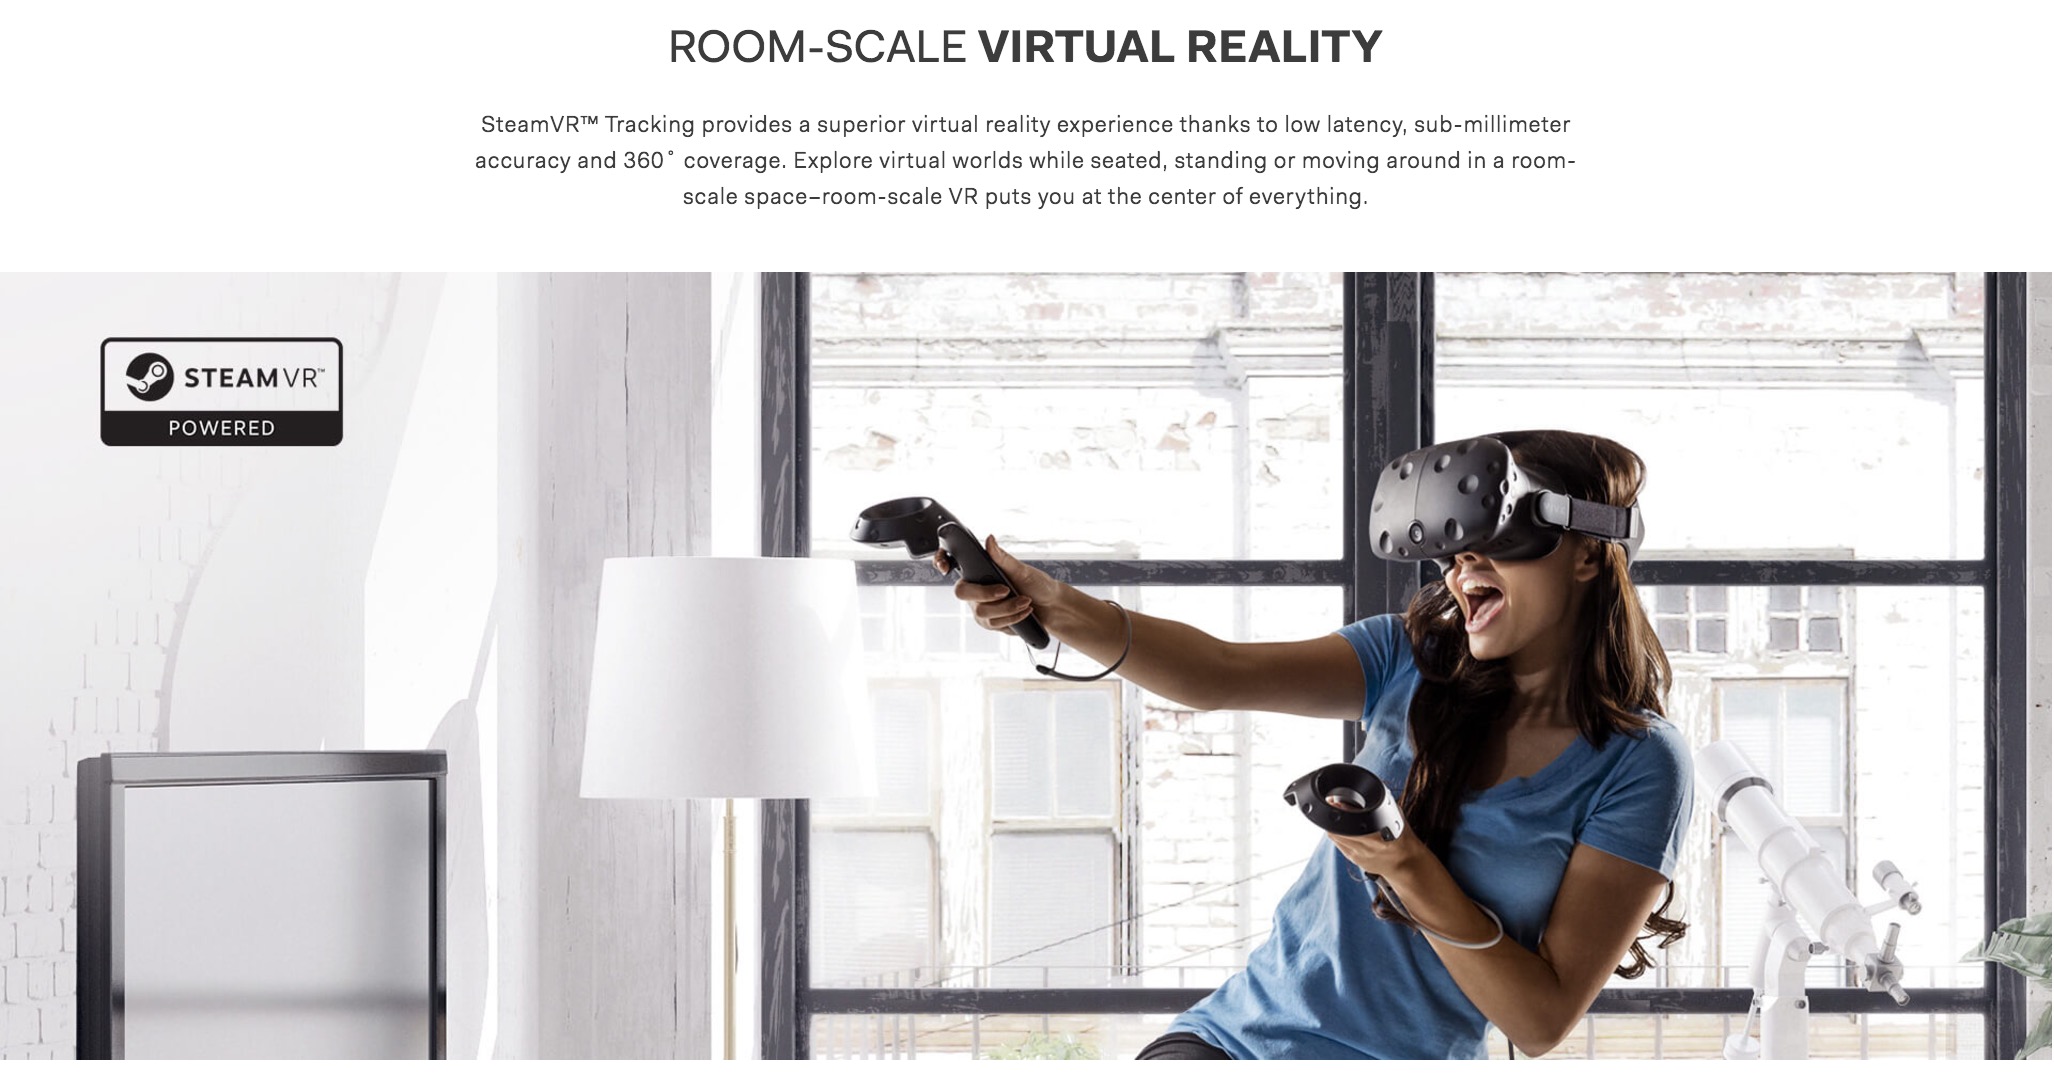 ROOM-SCALE VIRTUAL REALITY
SteamVR™ Tracking provides a superior virtual reality experience thanks to low latency, sub-millimeter
accuracy and 360˚ coverage. Explore virtual worlds while seated, standing or moving around in a room-
scale space–room-scale VR puts you at the center of everything.
STEAMVR™
POWERED